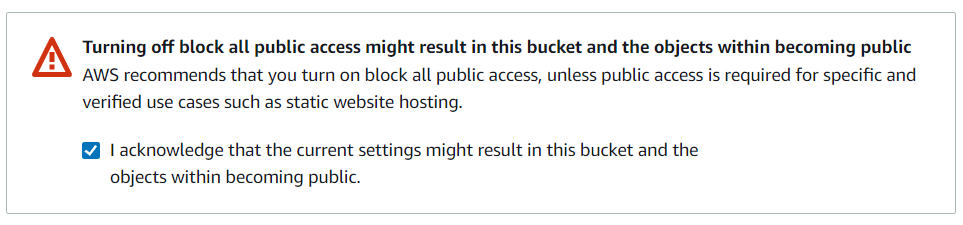 Turning off block all public access might result in this bucket and the objects within becoming public
AWS recommends that you turn on block all public access, unless public access is required for specific and
verified use cases such as static website hosting.
I acknowledge that the current settings might result in this bucket and the
objects within becoming public.